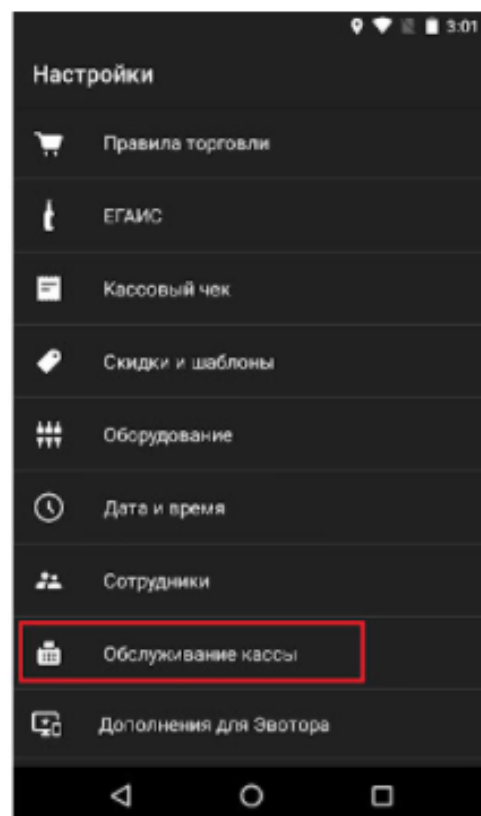 3:01
Настройки
Правила торговли
ЕГАИС
Кассовый чек
Скидки и шаблоны
Оборудование
Дата и время
Сотрудники
Обслуживание кассы
Дополнения для Эвотора